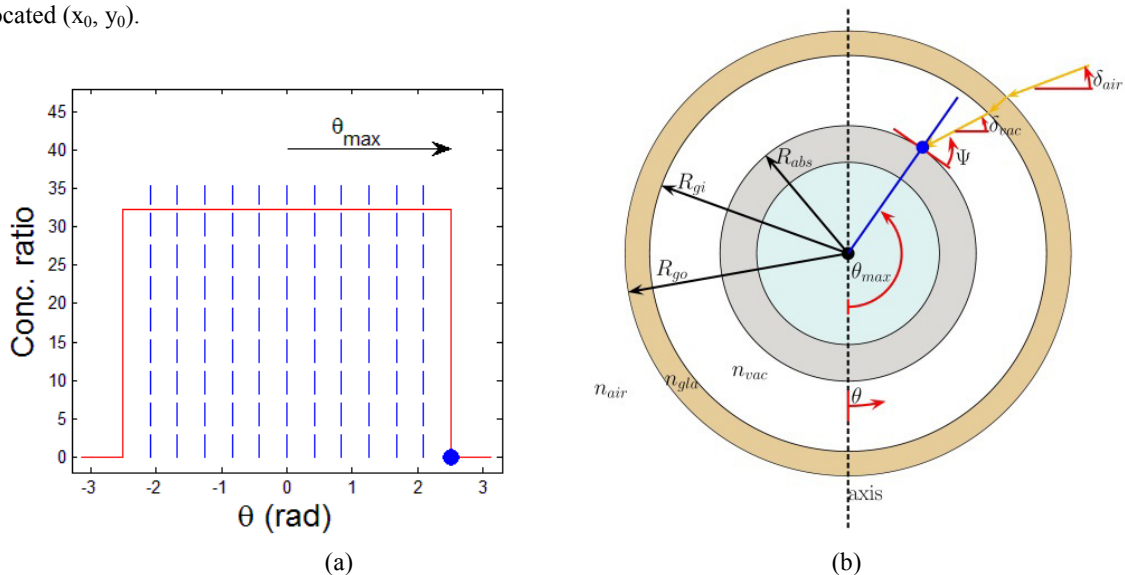 ocated (x₀, y₀).
45
40
35
30
25
20
15
10
5
0
Conc. ratio
θmax
-3 -2 -1 0 1 2 3
θ (rad)
(a)
δair
δvac
Ψ
Rabs
Rgi
Rgo
θmax
nvac
ngla
nair
θ
axis
(b)